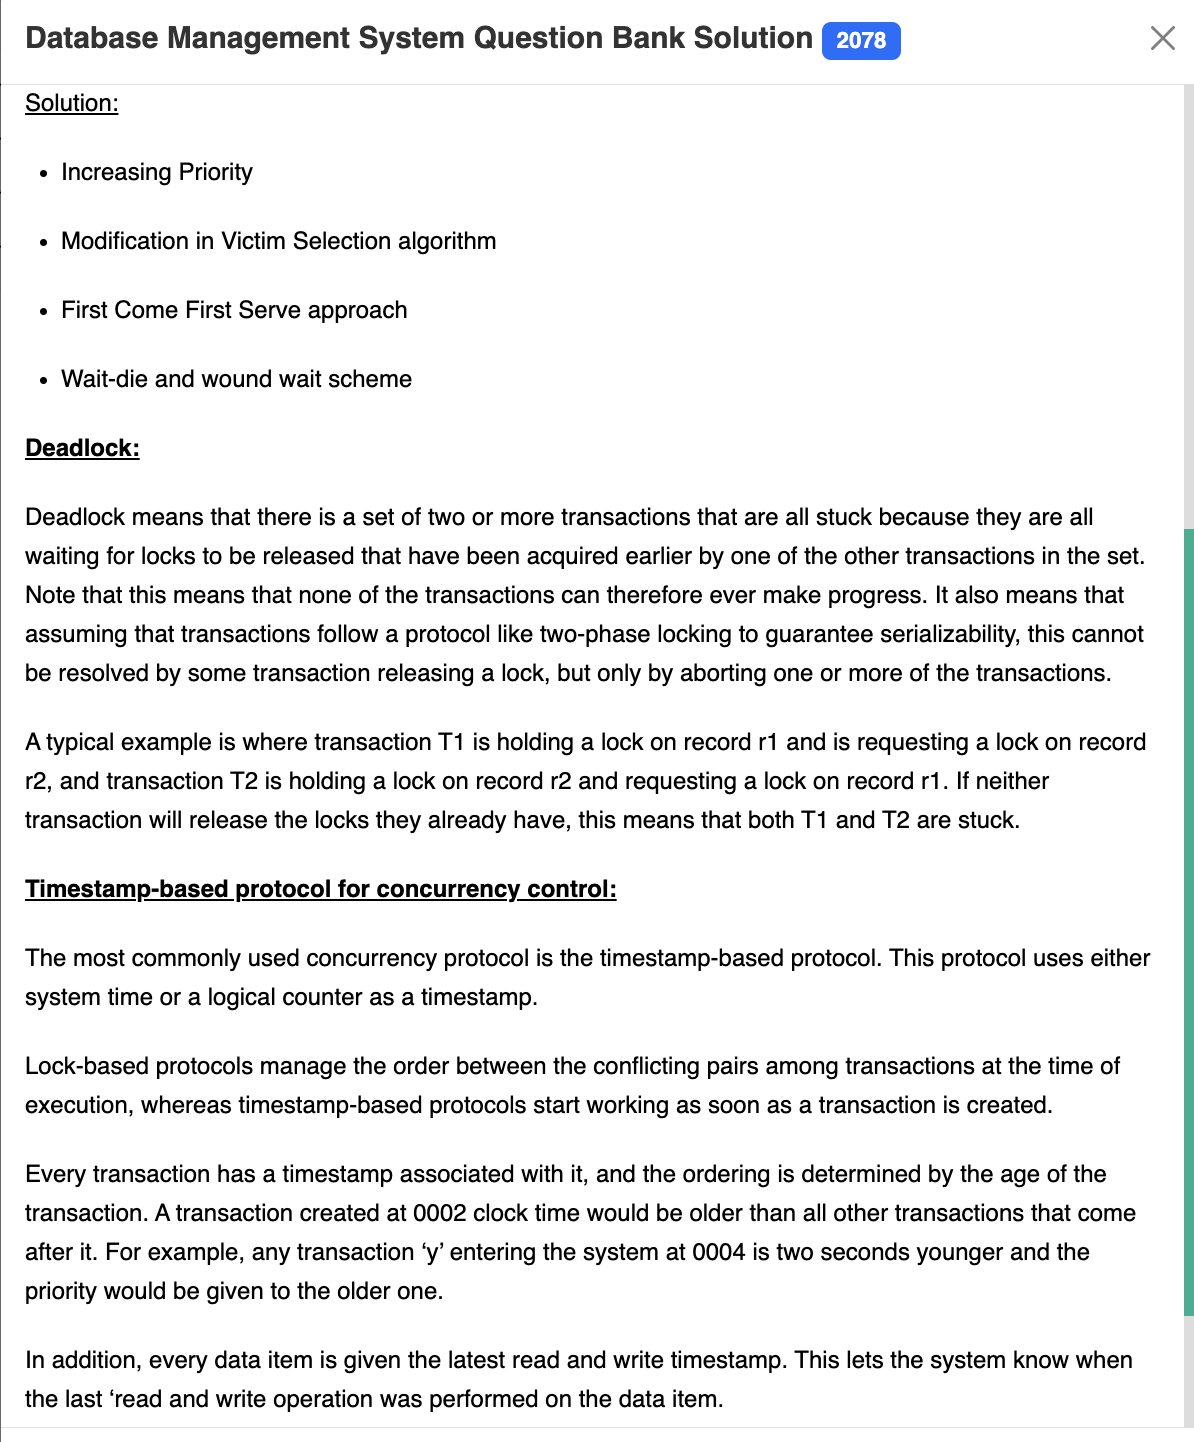 Database Management System Question Bank Solution 2078
Solution:
• Increasing Priority
• Modification in Victim Selection algorithm
• First Come First Serve approach
• Wait-die and wound wait scheme
Deadlock:
Deadlock means that there is a set of two or more transactions that are all stuck because they are all
waiting for locks to be released that have been acquired earlier by one of the other transactions in the set.
Note that this means that none of the transactions can therefore ever make progress. It also means that
assuming that transactions follow a protocol like two-phase locking to guarantee serializability, this cannot
be resolved by some transaction releasing a lock, but only by aborting one or more of the transactions.
A typical example is where transaction T1 is holding a lock on record r1 and is requesting a lock on record
r2, and transaction T2 is holding a lock on record r2 and requesting a lock on record r1. If neither
transaction will release the locks they already have, this means that both T1 and T2 are stuck.
Timestamp-based protocol for concurrency control:
The most commonly used concurrency protocol is the timestamp-based protocol. This protocol uses either
system time or a logical counter as a timestamp.
Lock-based protocols manage the order between the conflicting pairs among transactions at the time of
execution, whereas timestamp-based protocols start working as soon as a transaction is created.
Every transaction has a timestamp associated with it, and the ordering is determined by the age of the
transaction. A transaction created at 0002 clock time would be older than all other transactions that come
after it. For example, any transaction ‘y’ entering the system at 0004 is two seconds younger and the
priority would be given to the older one.
In addition, every data item is given the latest read and write timestamp. This lets the system know when
the last ‘read and write operation was performed on the data item.